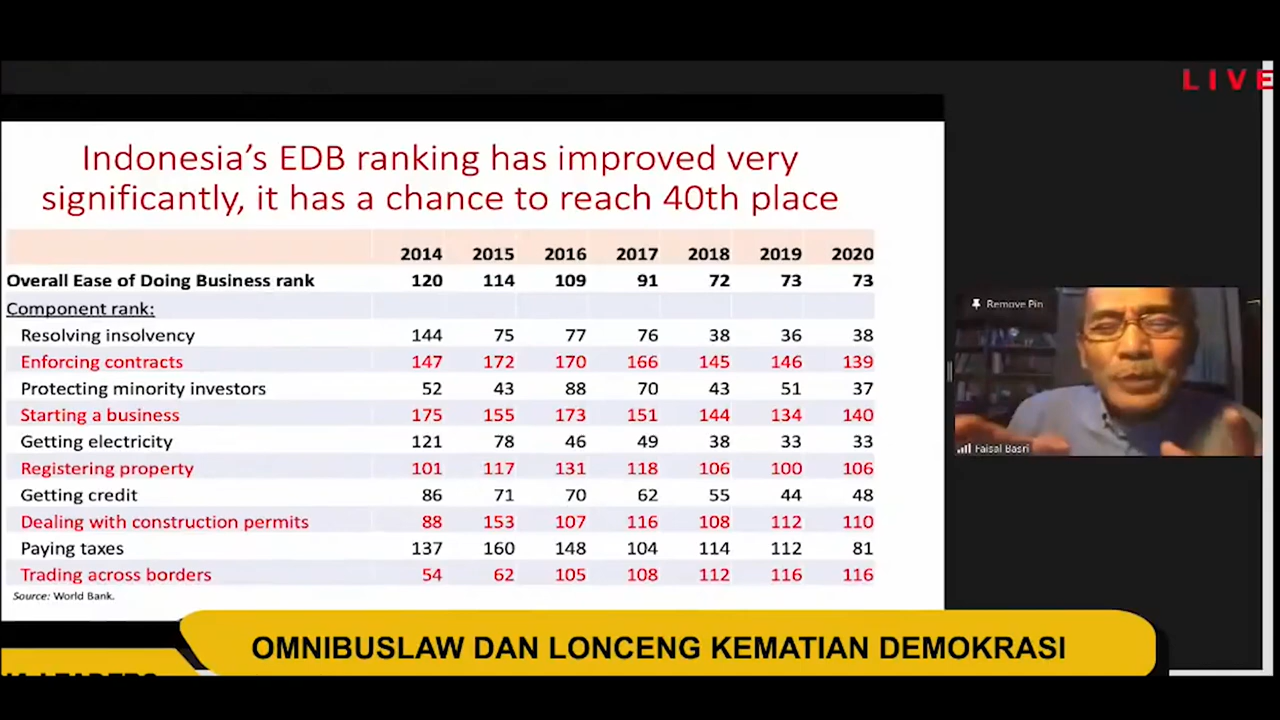 LIVE
Indonesia's EDB ranking has improved very
significantly, it has a chance to reach 40th place
2014 2015 2016 2017 2018 2019 2020
Overall Ease of Doing Business rank 120 114 109 91 72 73 73
Component rank:
Resolving insolvency 144 75 77 76 38 36 38
Enforcing contracts 147 172 170 166 145 146 139
Protecting minority investors 52 43 88 70 43 51 37
Starting a business 175 155 173 151 144 134 140
Getting electricity 121 78 46 49 38 33 33
Registering property 101 117 131 118 106 100 106
Getting credit 86 71 70 62 55 44 48
Dealing with construction permits 88 153 107 116 108 112 110
Paying taxes 137 160 148 104 114 112 81
Trading across borders 54 62 105 108 112 116 116
Source: World Bank.
Remove Pin
Faisal Basri
OMNIBUSLAW DAN LONCENG KEMATIAN DEMOKRASI